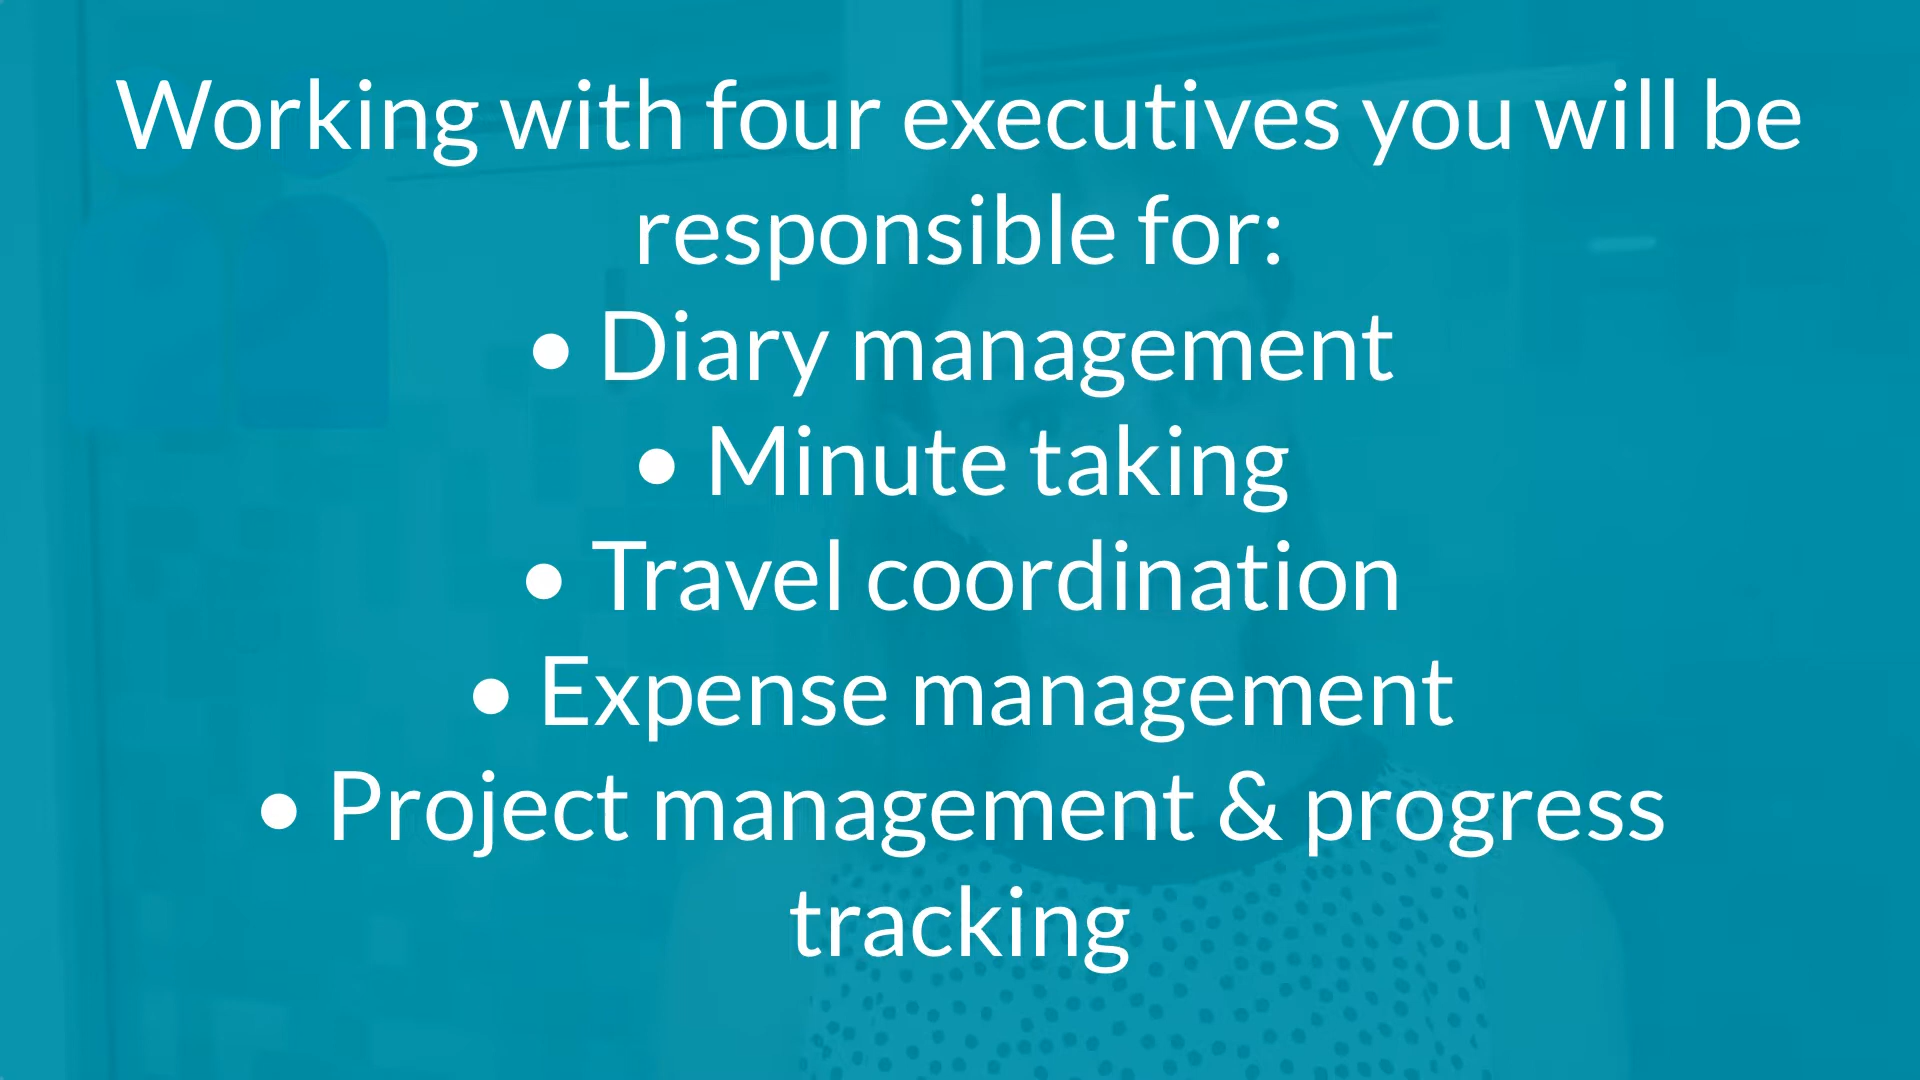 Working with four executives you will be
responsible for:
• Diary management
• Minute taking
• Travel coordination
• Expense management
• Project management & progress
tracking